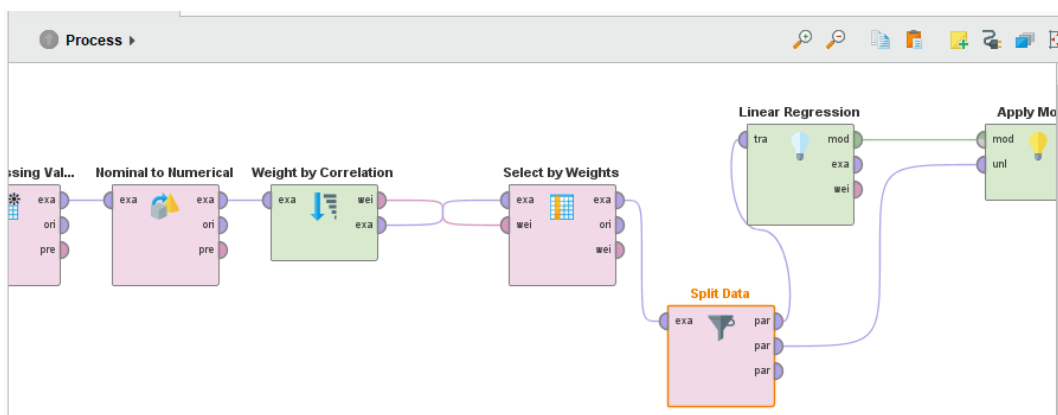 Process
Linear Regression
tra
mod
exa
wei
Apply Mo
mod
unl
ssing Val...
exa
ori
pre
Nominal to Numerical
exa
exa
ori
pre
Weight by Correlation
exa
wei
exa
Select by Weights
exa
wei
exa
ori
wei
Split Data
exa
par
par
par